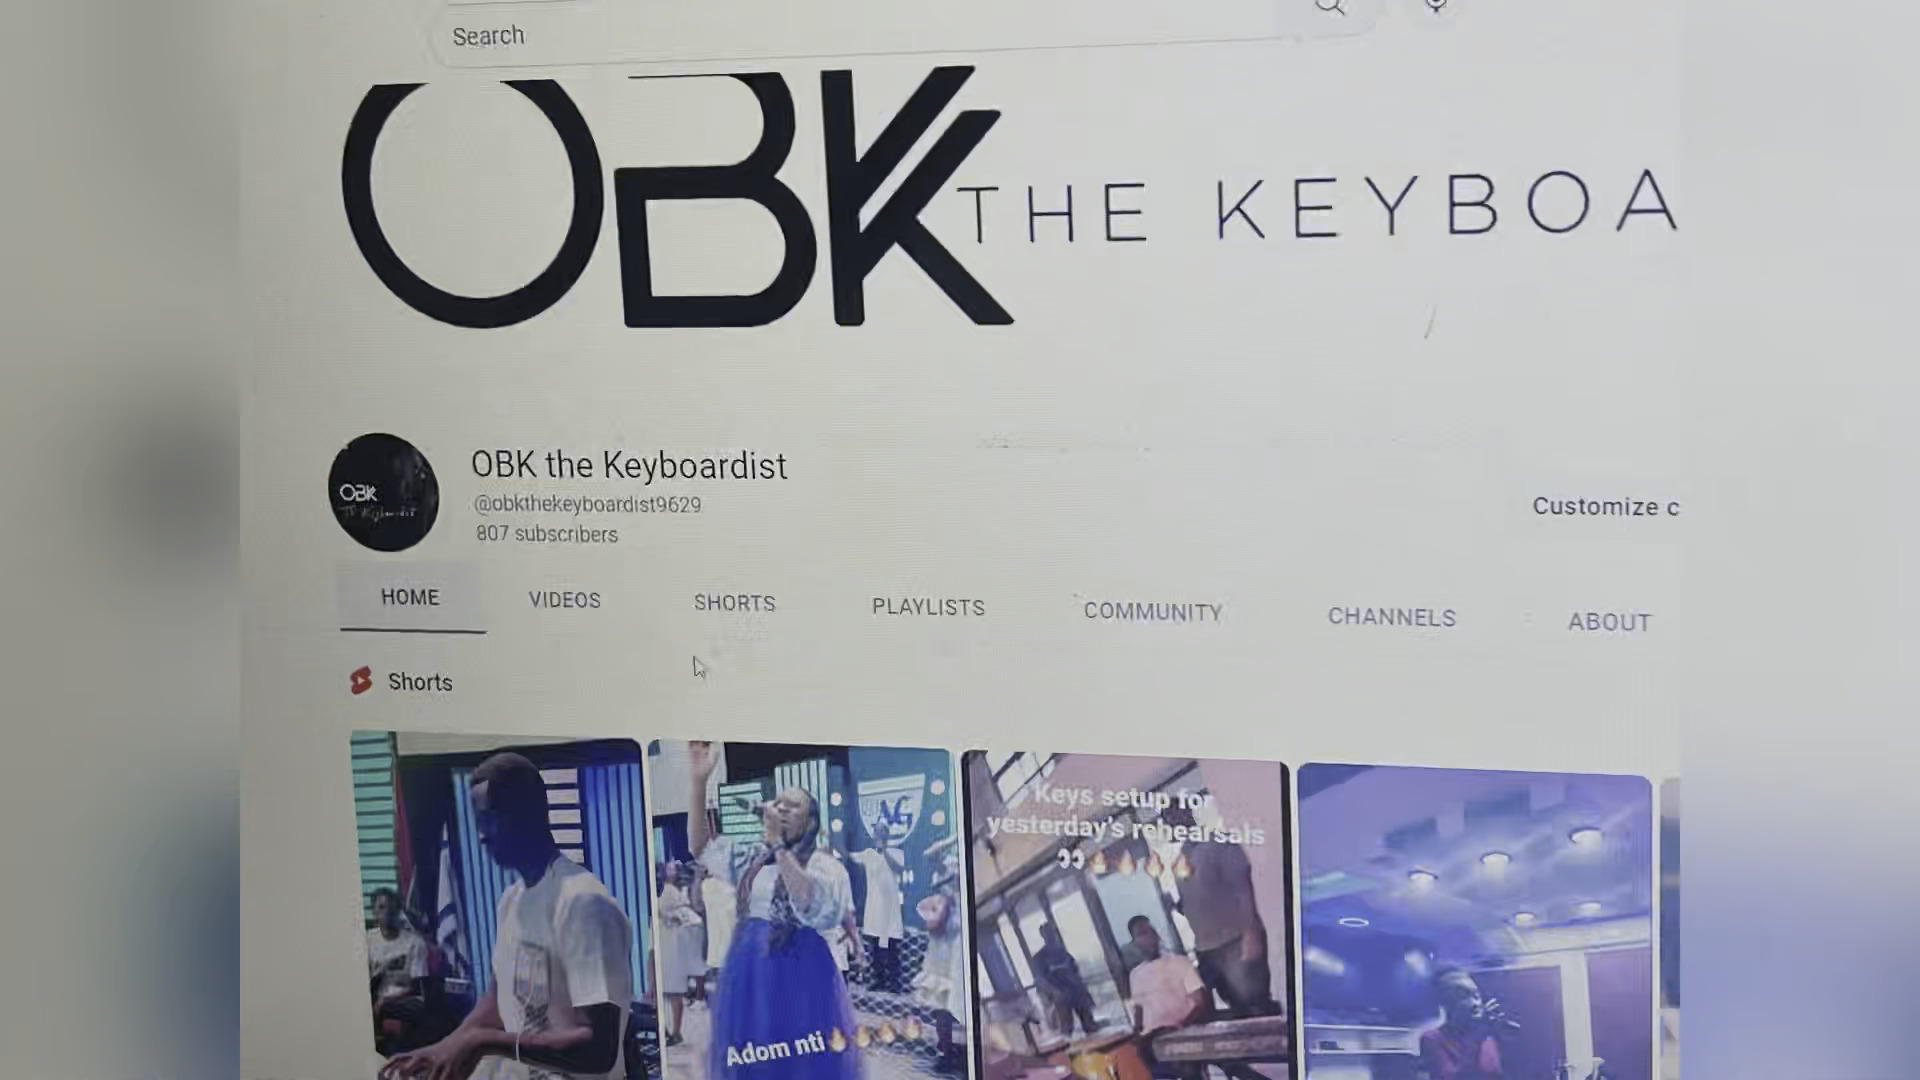 Search
OBK THE KEYBOA
OBK the Keyboardist
@obkthekeyboardist9629
807 subscribers
Customize c
HOME VIDEOS SHORTS PLAYLISTS COMMUNITY CHANNELS ABOUT
Shorts
Keys setup for
yesterday's rehearsals
👀🔥🔥🔥🔥
Adom nti🔥🔥🔥🔥
OBK
AG